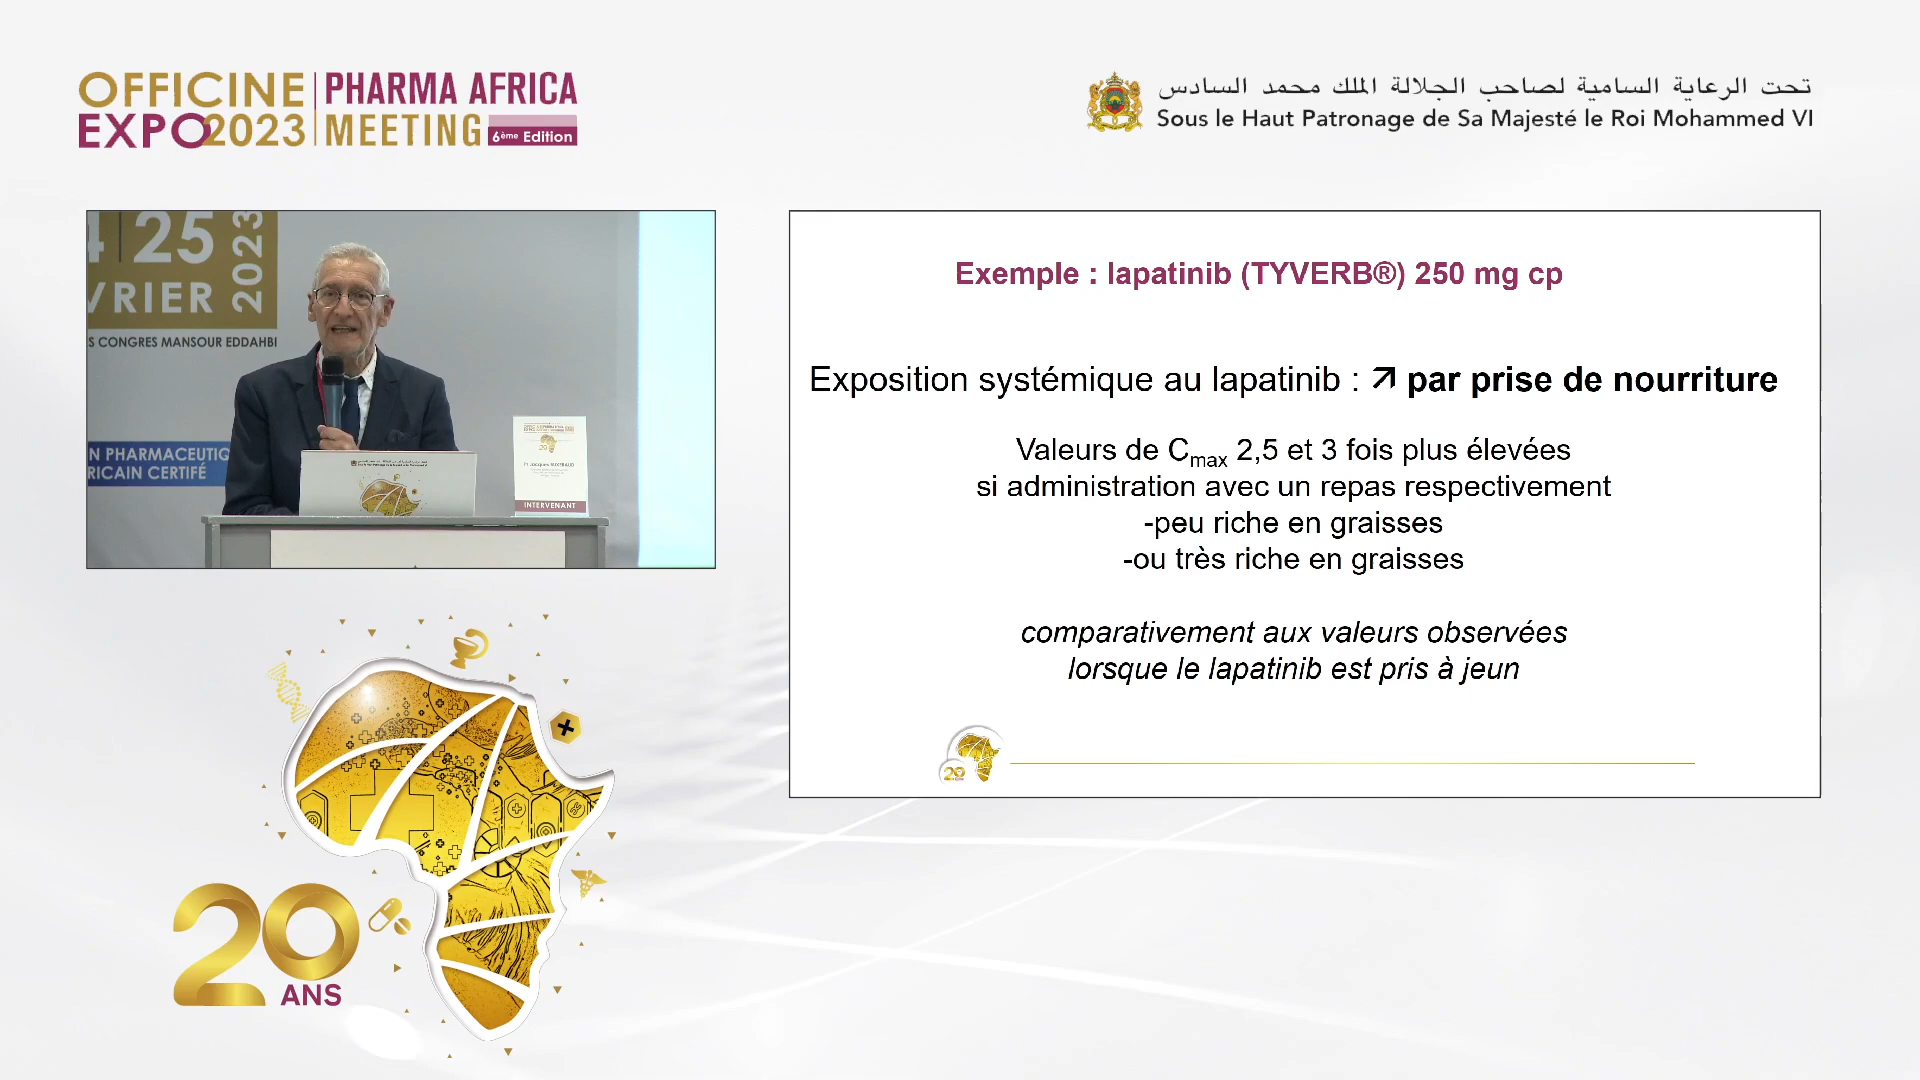 OFFICINE
EXPO2023
PHARMA AFRICA
MEETING
6ème Edition
تحت الرعاية السامية لصاحب الجلالة الملك محمد السادس
Sous le Haut Patronage de Sa Majesté le Roi Mohammed VI
4 | 25
VRIER
2023
S CONGRES MANSOUR EDDAHBI
N PHARMACEUTIQ
RICAIN CERTIFÉ
INTERVENANT
Exemple : lapatinib (TYVERB®) 250 mg cp
Exposition systémique au lapatinib : ↗ par prise de nourriture
Valeurs de Cmax 2,5 et 3 fois plus élevées
si administration avec un repas respectivement
-peu riche en graisses
-ou très riche en graisses
comparativement aux valeurs observées
lorsque le lapatinib est pris à jeun
20
20
ANS